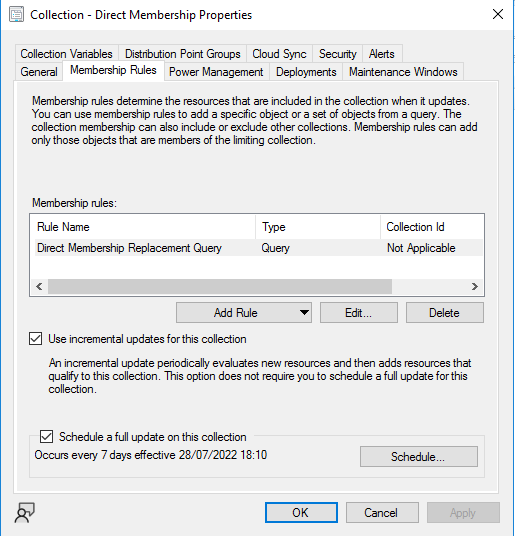 Collection - Direct Membership Properties
Collection Variables Distribution Point Groups Cloud Sync Security Alerts
General Membership Rules Power Management Deployments Maintenance Windows
Membership rules determine the resources that are included in the collection when it updates.
You can use membership rules to add a specific object or a set of objects from a query. The
collection membership can also include or exclude other collections. Membership rules can add
only those objects that are members of the limiting collection.
Membership rules:
Rule Name Type Collection Id
Direct Membership Replacement Query Query Not Applicable
Add Rule Edit... Delete
Use incremental updates for this collection
An incremental update periodically evaluates new resources and then adds resources that
qualify to this collection. This option does not require you to schedule a full update for this
collection.
Schedule a full update on this collection
Occurs every 7 days effective 28/07/2022 18:10
Schedule...
OK Cancel Apply